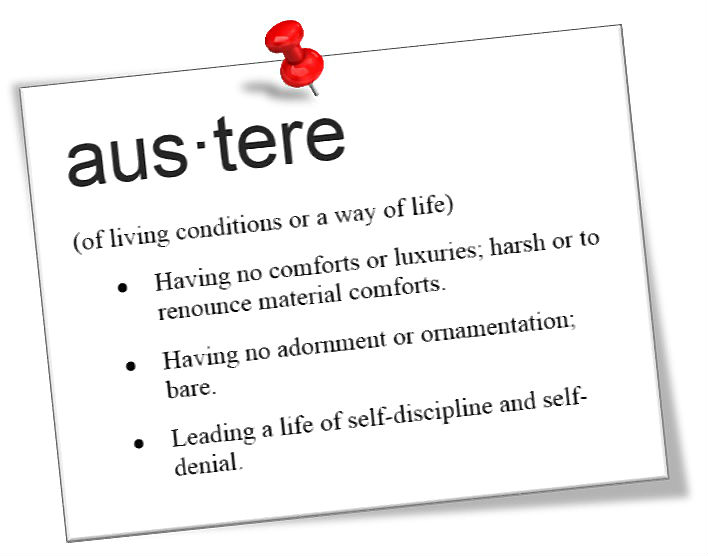 aus·tere
(of living conditions or a way of life)
• Having no comforts or luxuries; harsh or to
renounce material comforts.
• Having no adornment or ornamentation;
bare.
• Leading a life of self-discipline and self-
denial.